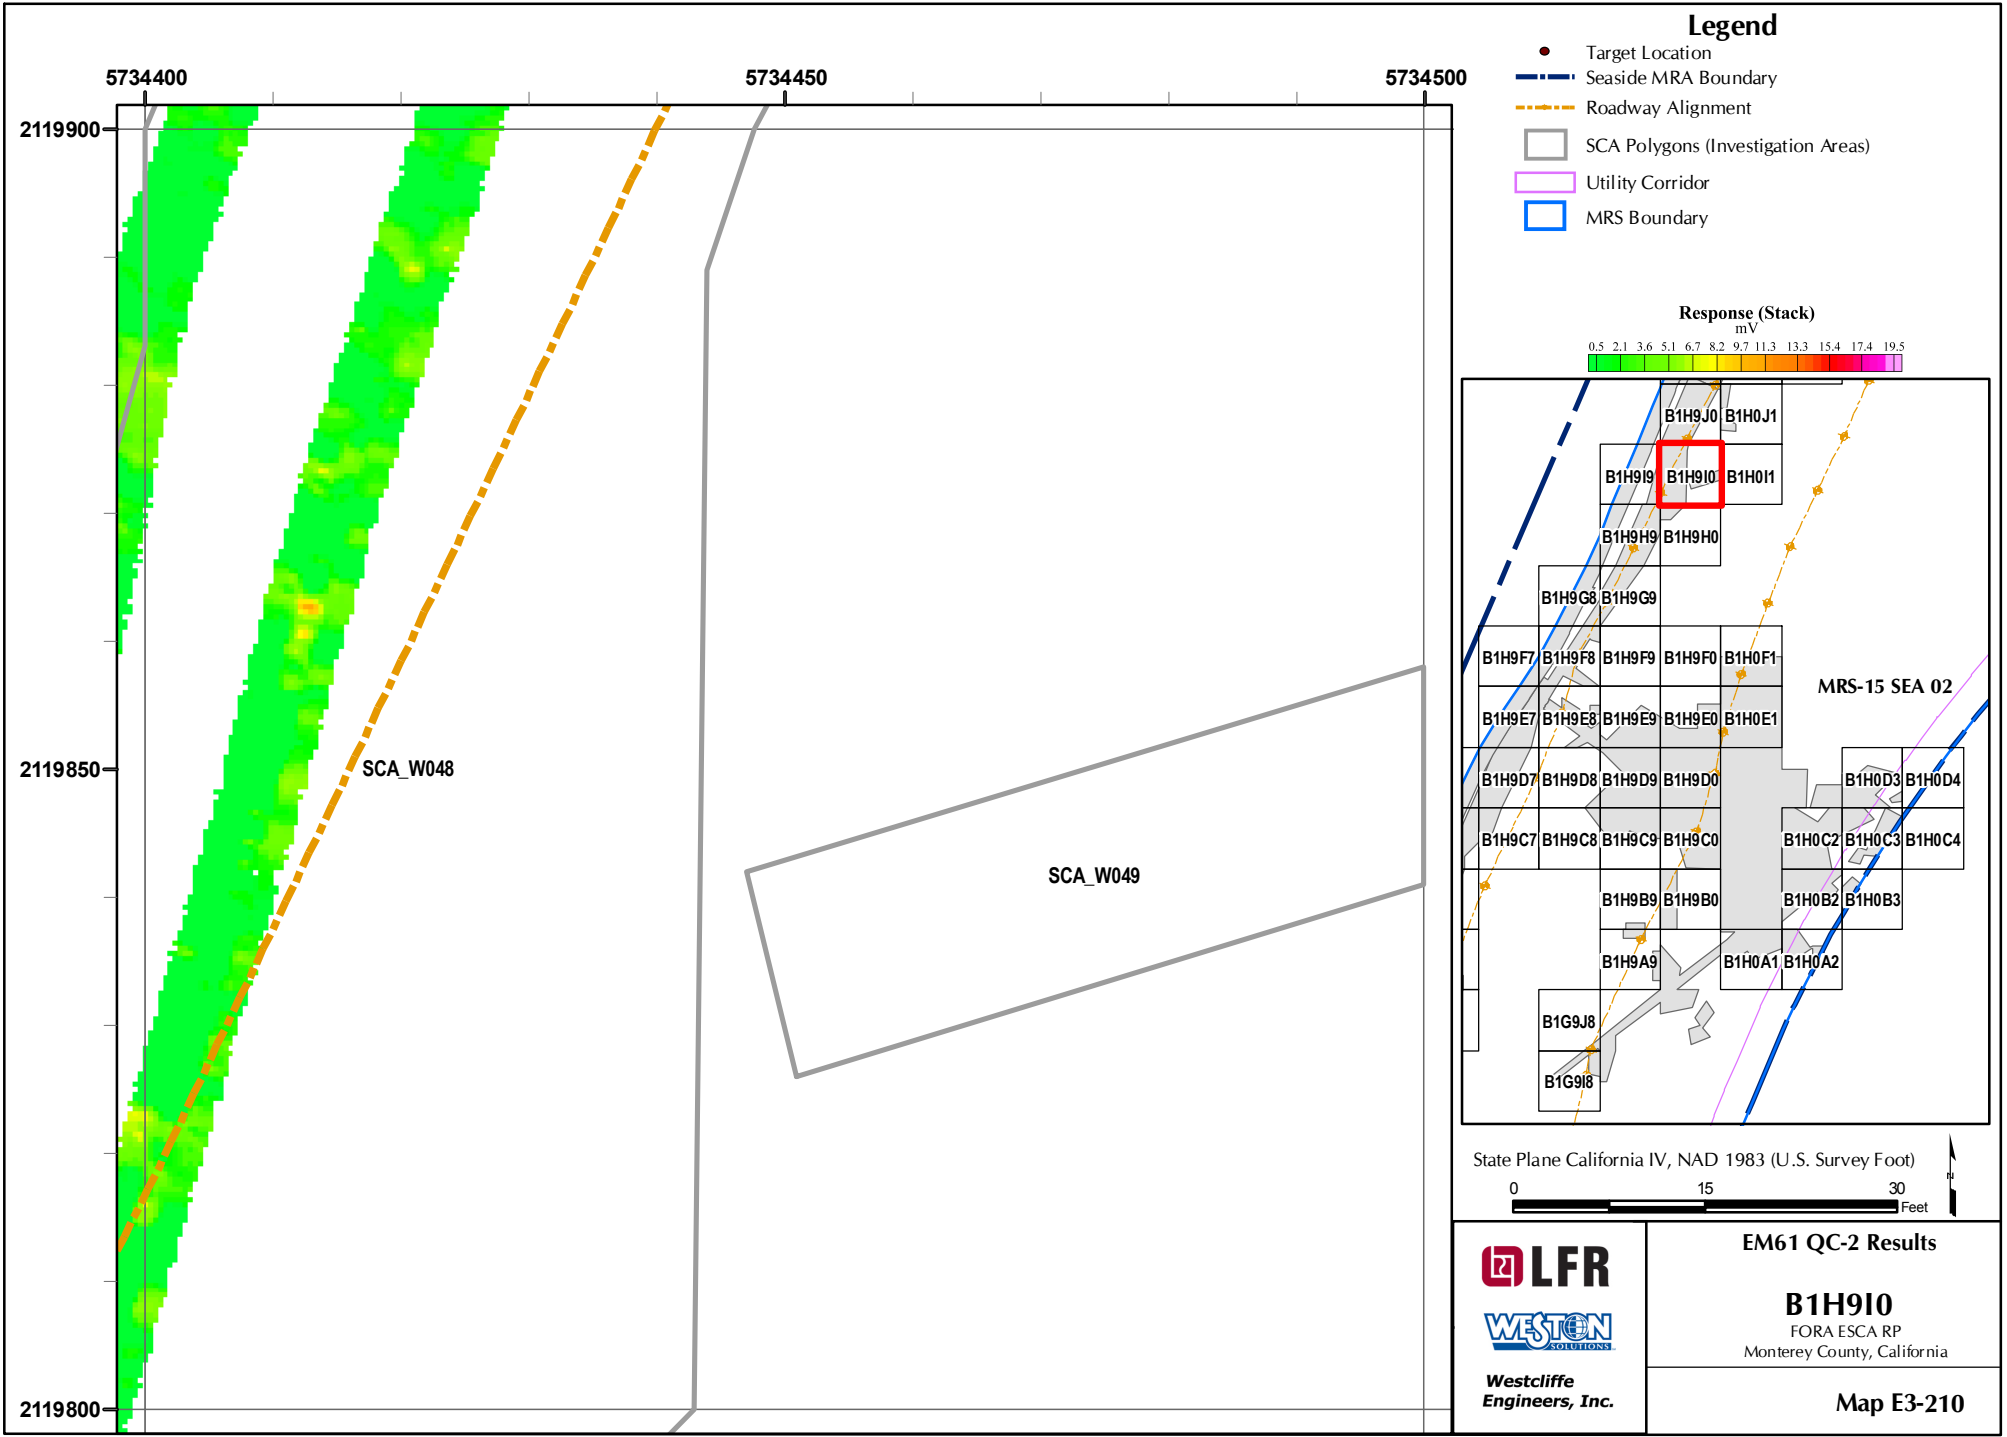 5734400
5734450
5734500
2119900
2119850
2119800
SCA_W048
SCA_W049
Legend
Target Location
Seaside MRA Boundary
Roadway Alignment
SCA Polygons (Investigation Areas)
Utility Corridor
MRS Boundary
Response (Stack)
mV
0.5 2.1 3.6 5.1 6.7 8.2 9.7 11.3 13.3 15.4 17.4 19.5
B1H9J0 B1H0J1
B1H9I9 B1H9I0 B1H0I1
B1H9H9 B1H9H0
B1H9G8 B1H9G9
B1H9F7 B1H9F8 B1H9F9 B1H9F0 B1H0F1
MRS-15 SEA 02
B1H9E7 B1H9E8 B1H9E9 B1H9E0 B1H0E1
B1H9D7 B1H9D8 B1H9D9 B1H9D0 B1H0D3 B1H0D4
B1H9C7 B1H9C8 B1H9C9 B1H9C0 B1H0C2 B1H0C3 B1H0C4
B1H9B9 B1H9B0 B1H0B2 B1H0B3
B1H9A9 B1H0A1 B1H0A2
B1G9J8
B1G9I8
State Plane California IV, NAD 1983 (U.S. Survey Foot)
0 15 30
Feet
N
LFR
WESTON
SOLUTIONS
Westcliffe
Engineers, Inc.
EM61 QC-2 Results
B1H9I0
FORA ESCA RP
Monterey County, California
Map E3-210